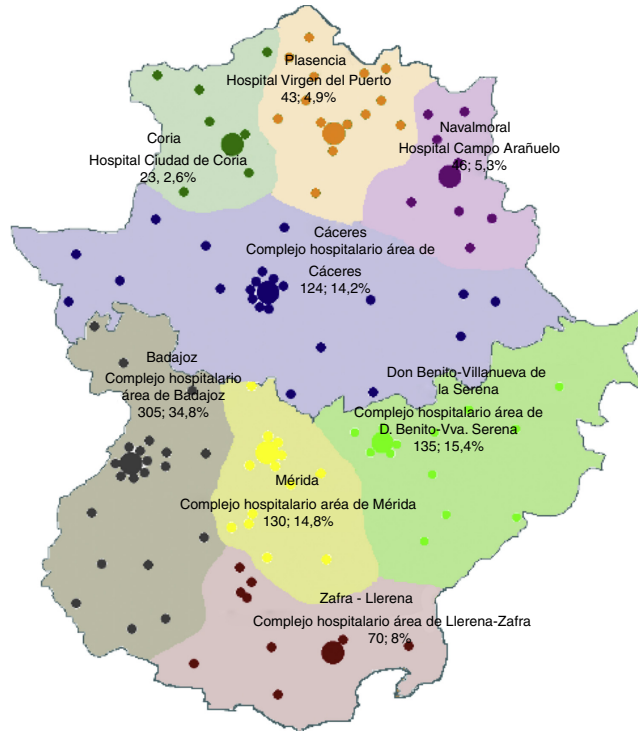 Plasencia
Hospital Virgen del Puerto
43; 4,9%
Navalmoral
Hospital Campo Arañuelo
46; 5,3%
Coria
Hospital Ciudad de Coria
23, 2,6%
Cáceres
Complejo hospitalario área de
Cáceres
124; 14,2%
Badajoz
Complejo hospitalario
área de Badajoz
305; 34,8%
Don Benito-Villanueva de
la Serena
Complejo hospitalario área de
D. Benito-Vva. Serena
135; 15,4%
Mérida
Complejo hospitalario aréa de Mérida
130; 14,8%
Zafra - Llerena
Complejo hospitalario área de Llerena-Zafra
70; 8%